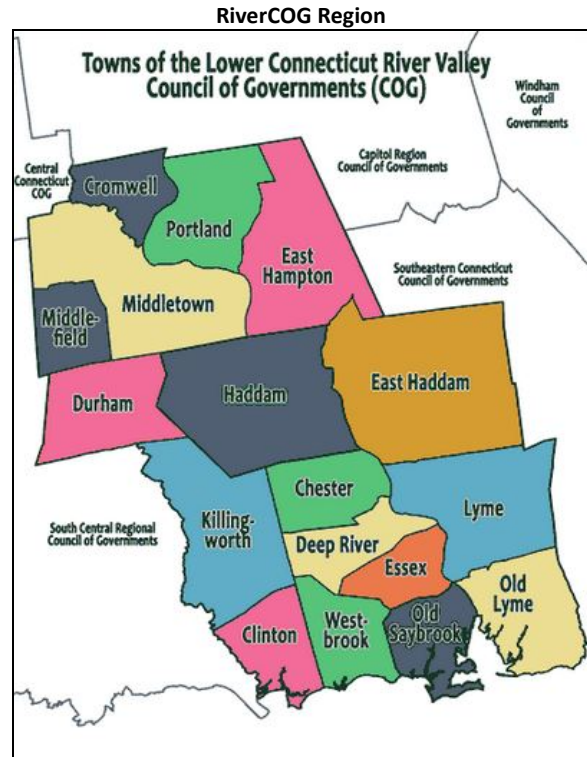 RiverCOG Region
Towns of the Lower Connecticut River Valley
Council of Governments (COG)
Windham
Council
of
Governments
Central
Connecticut
COG
Capitol Region
Council of Governments
Cromwell
Portland
East
Hampton
Southeastern Connecticut
Council of Governments
Middletown
Middle-
field
Durham
Haddam
East Haddam
Chester
Lyme
Killing-
worth
South Central Regional
Council of Governments
Deep River
Essex
Old
Lyme
Clinton
West-
brook
Old
Saybrook